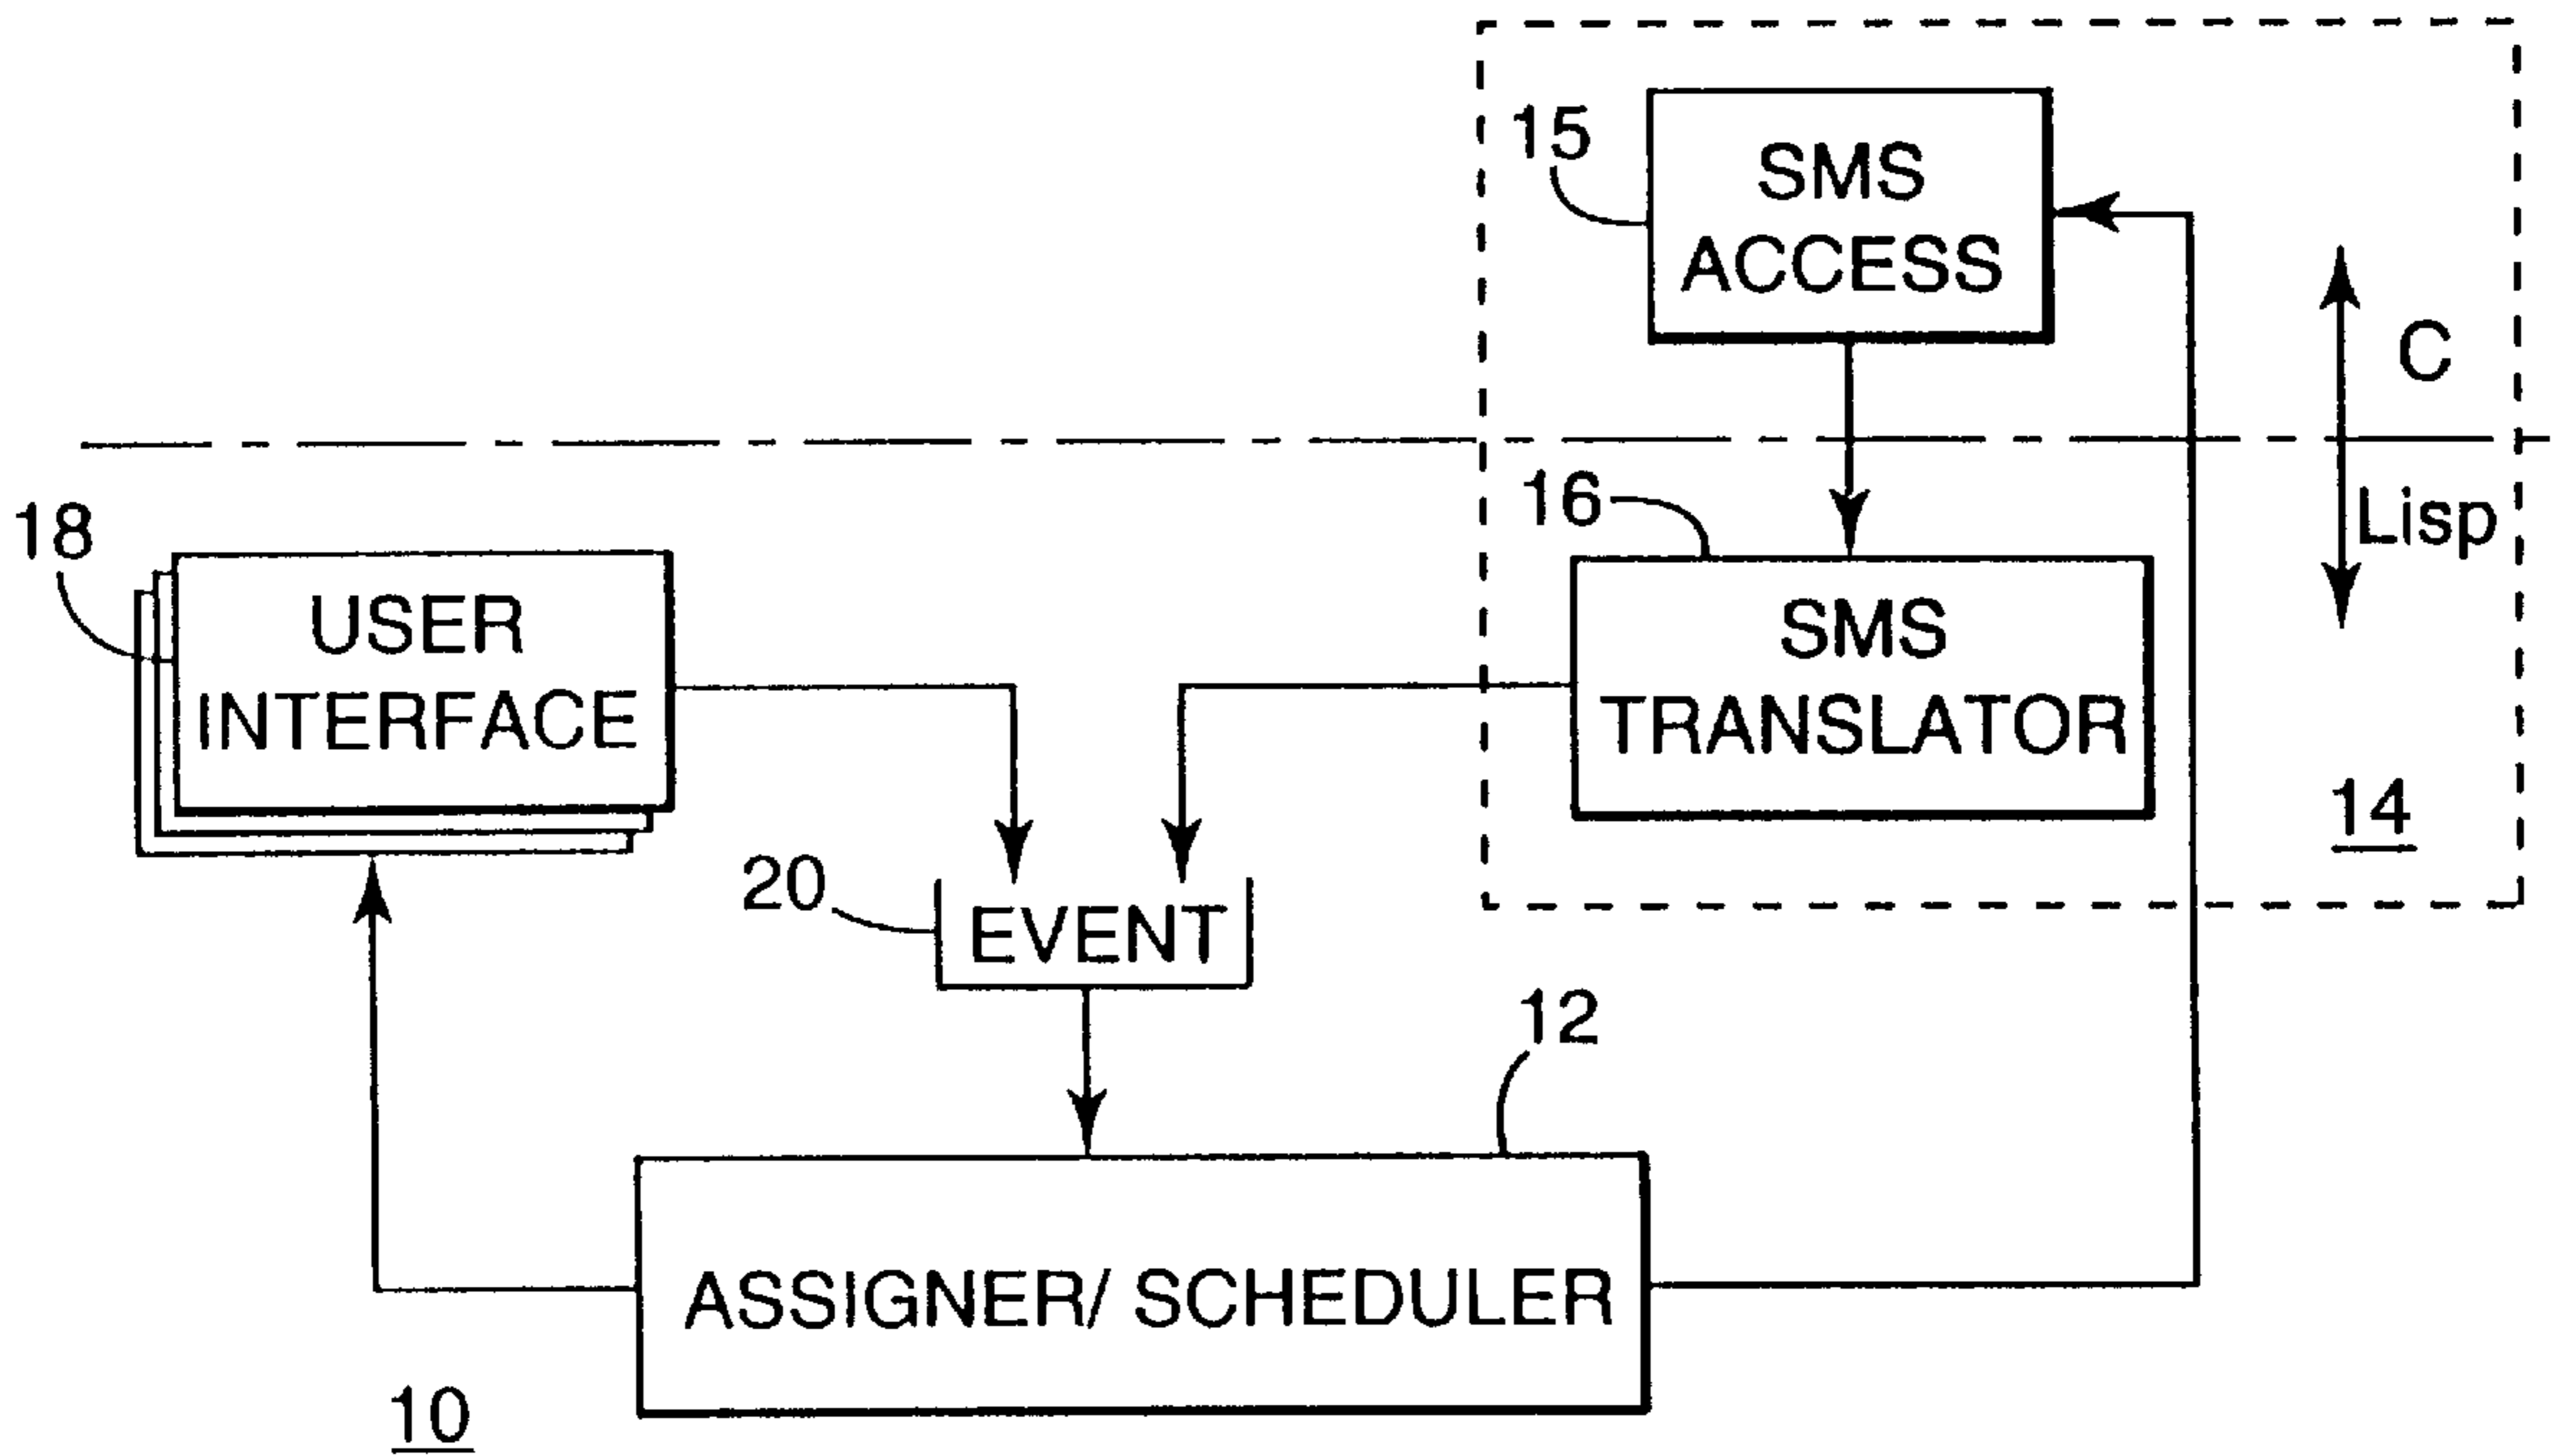 15
SMS
ACCESS
C
16
Lisp
18
USER
INTERFACE
SMS
TRANSLATOR
14
20
EVENT
12
ASSIGNER/ SCHEDULER
10